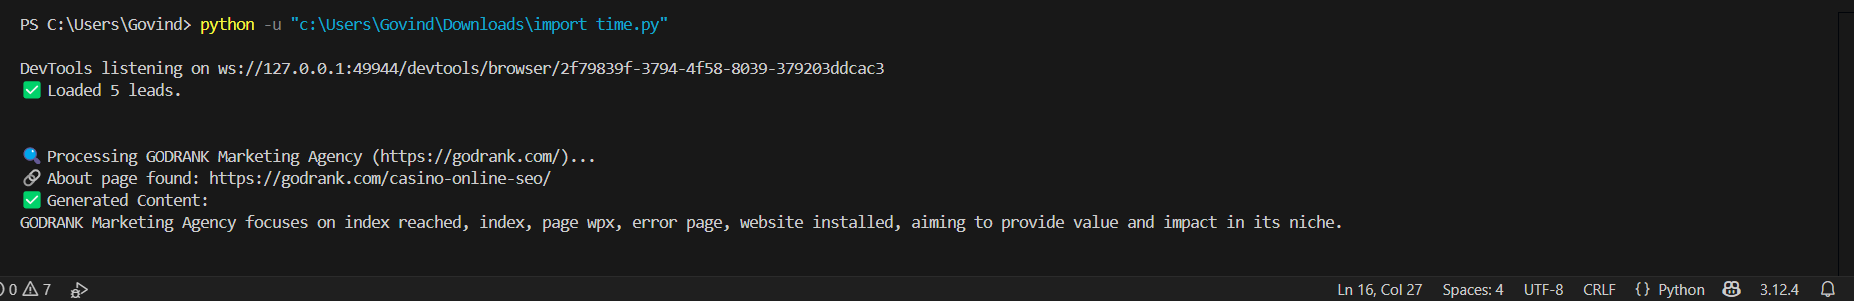 PS C:\Users\Govind> python -u "c:\Users\Govind\Downloads\import time.py"
DevTools listening on ws://127.0.0.1:49944/devtools/browser/2f79839f-3794-4f58-8039-379203ddcac3
✅ Loaded 5 leads.
🔍 Processing GODRANK Marketing Agency (https://godrank.com/)...
🔗 About page found: https://godrank.com/casino-online-seo/
✅ Generated Content:
GODRANK Marketing Agency focuses on index reached, index, page wpx, error page, website installed, aiming to provide value and impact in its niche.
0 ⚠ 7 Ln 16, Col 27 Spaces: 4 UTF-8 CRLF {} Python 3.12.4